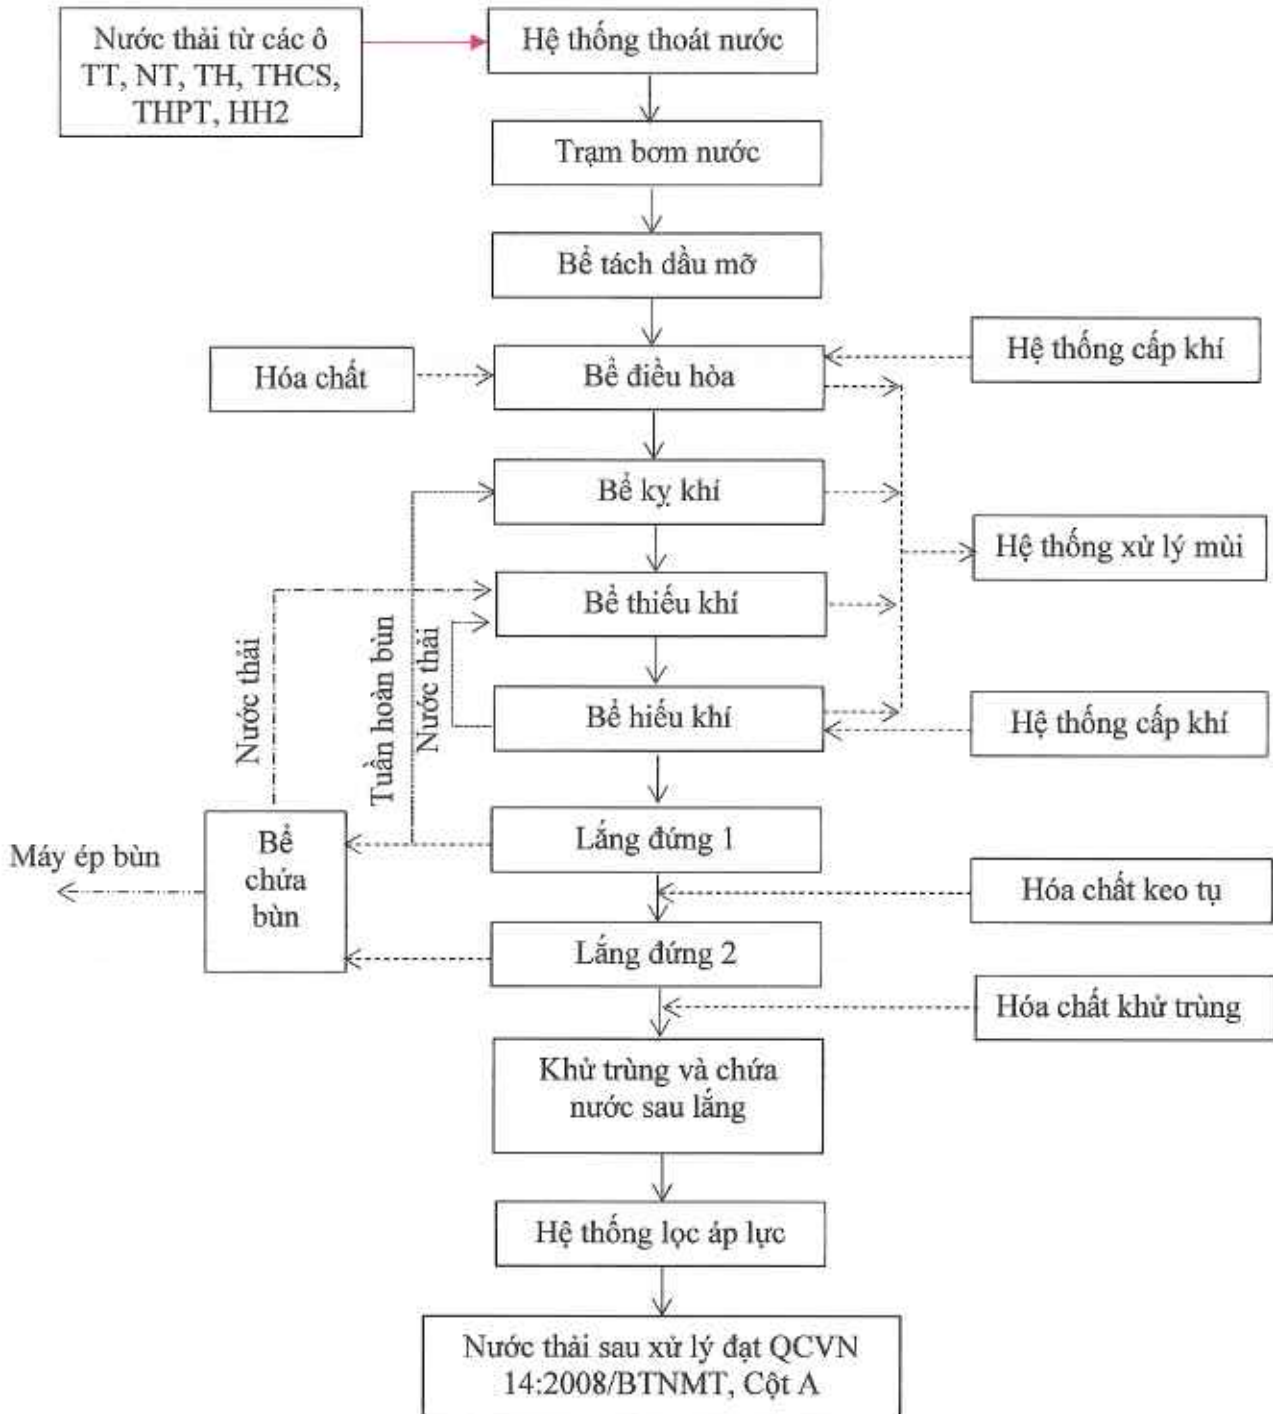 Nước thải từ các ô
TT, NT, TH, THCS,
THPT, HH2
Hệ thống thoát nước
Trạm bơm nước
Bể tách dầu mỡ
Hóa chất
Bể điều hòa
Hệ thống cấp khí
Bể kỵ khí
Hệ thống xử lý mùi
Bể thiếu khí
Nước thải
Tuần hoàn bùn
Nước thải
Bể hiếu khí
Hệ thống cấp khí
Máy ép bùn
Bể
chứa
bùn
Lắng đứng 1
Hóa chất keo tụ
Lắng đứng 2
Hóa chất khử trùng
Khử trùng và chứa
nước sau lắng
Hệ thống lọc áp lực
Nước thải sau xử lý đạt QCVN
14:2008/BTNMT, Cột A